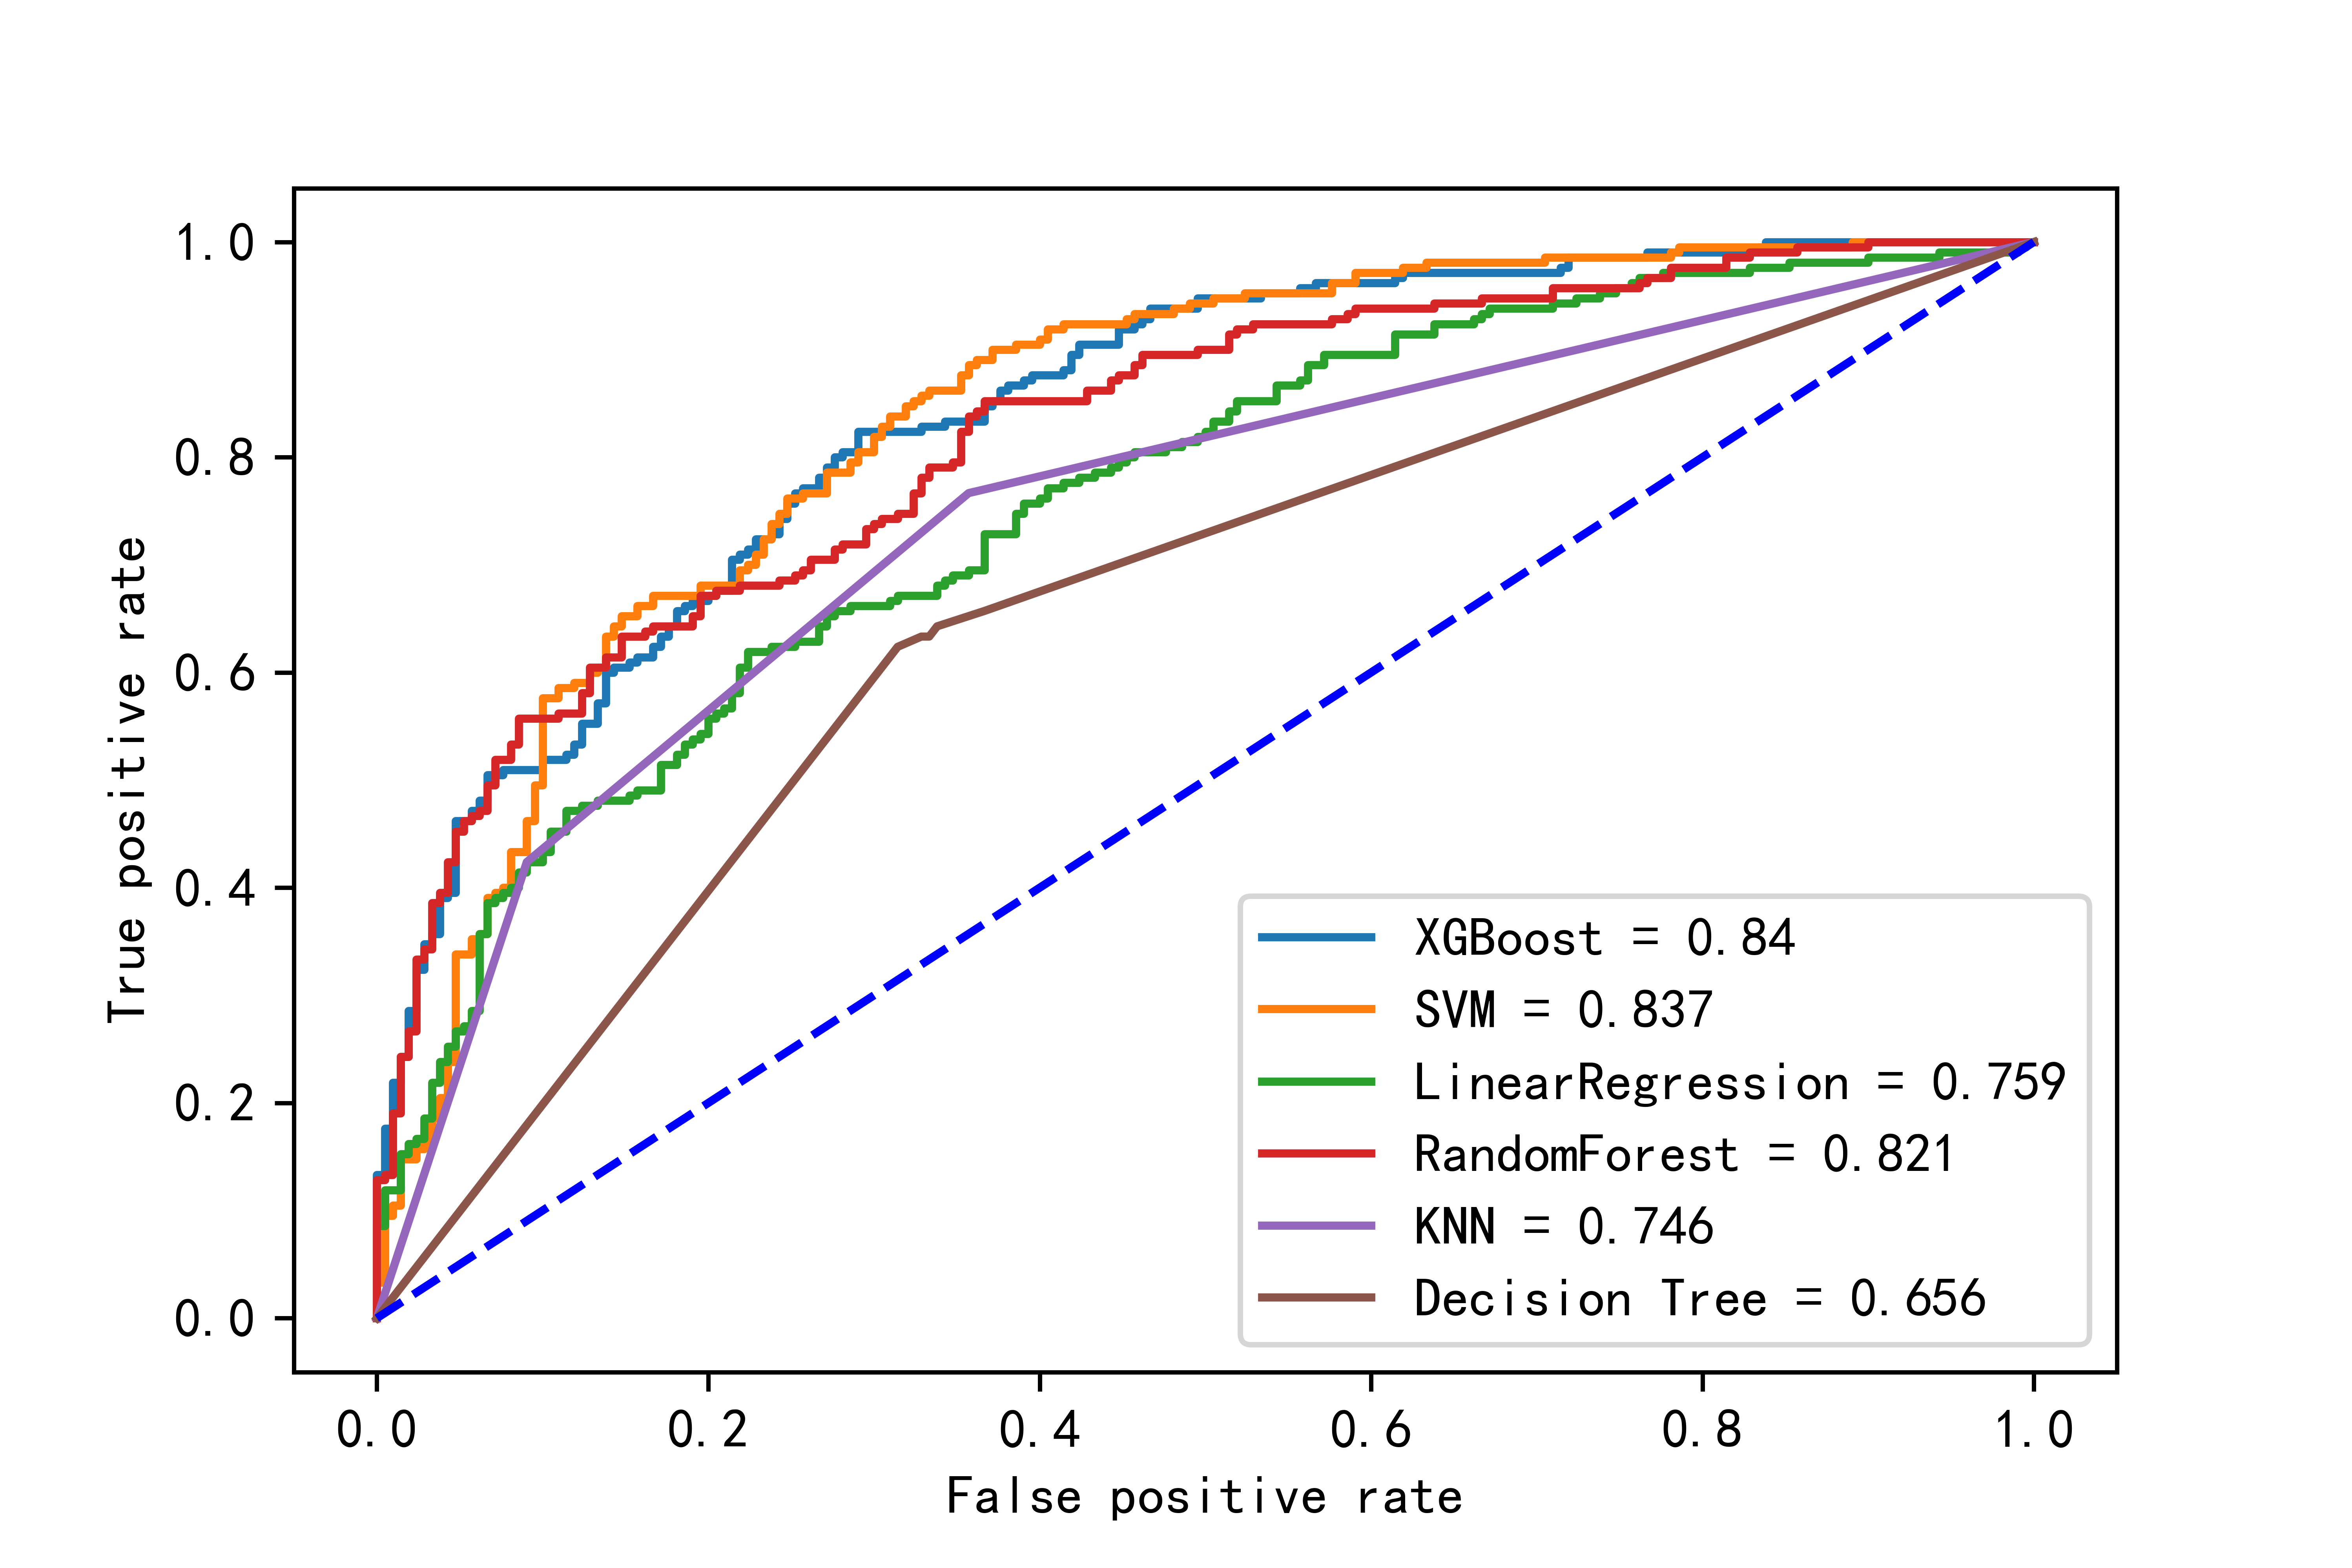 1.0
0.8
0.6
0.4
0.2
0.0
True positive rate
XGBoost = 0.84
SVM = 0.837
LinearRegression = 0.759
RandomForest = 0.821
KNN = 0.746
Decision Tree = 0.656
0.0 0.2 0.4 0.6 0.8 1.0
False positive rate